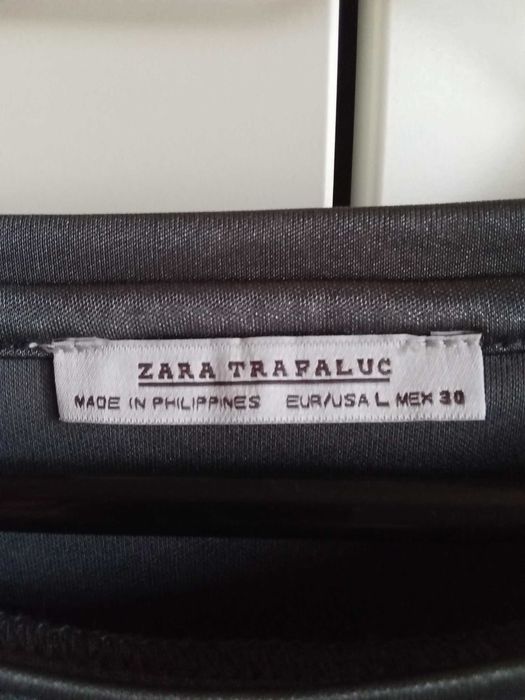 ZARA TRAFALUC
MADE IN PHILIPPINES EUR/USA L MEX 30